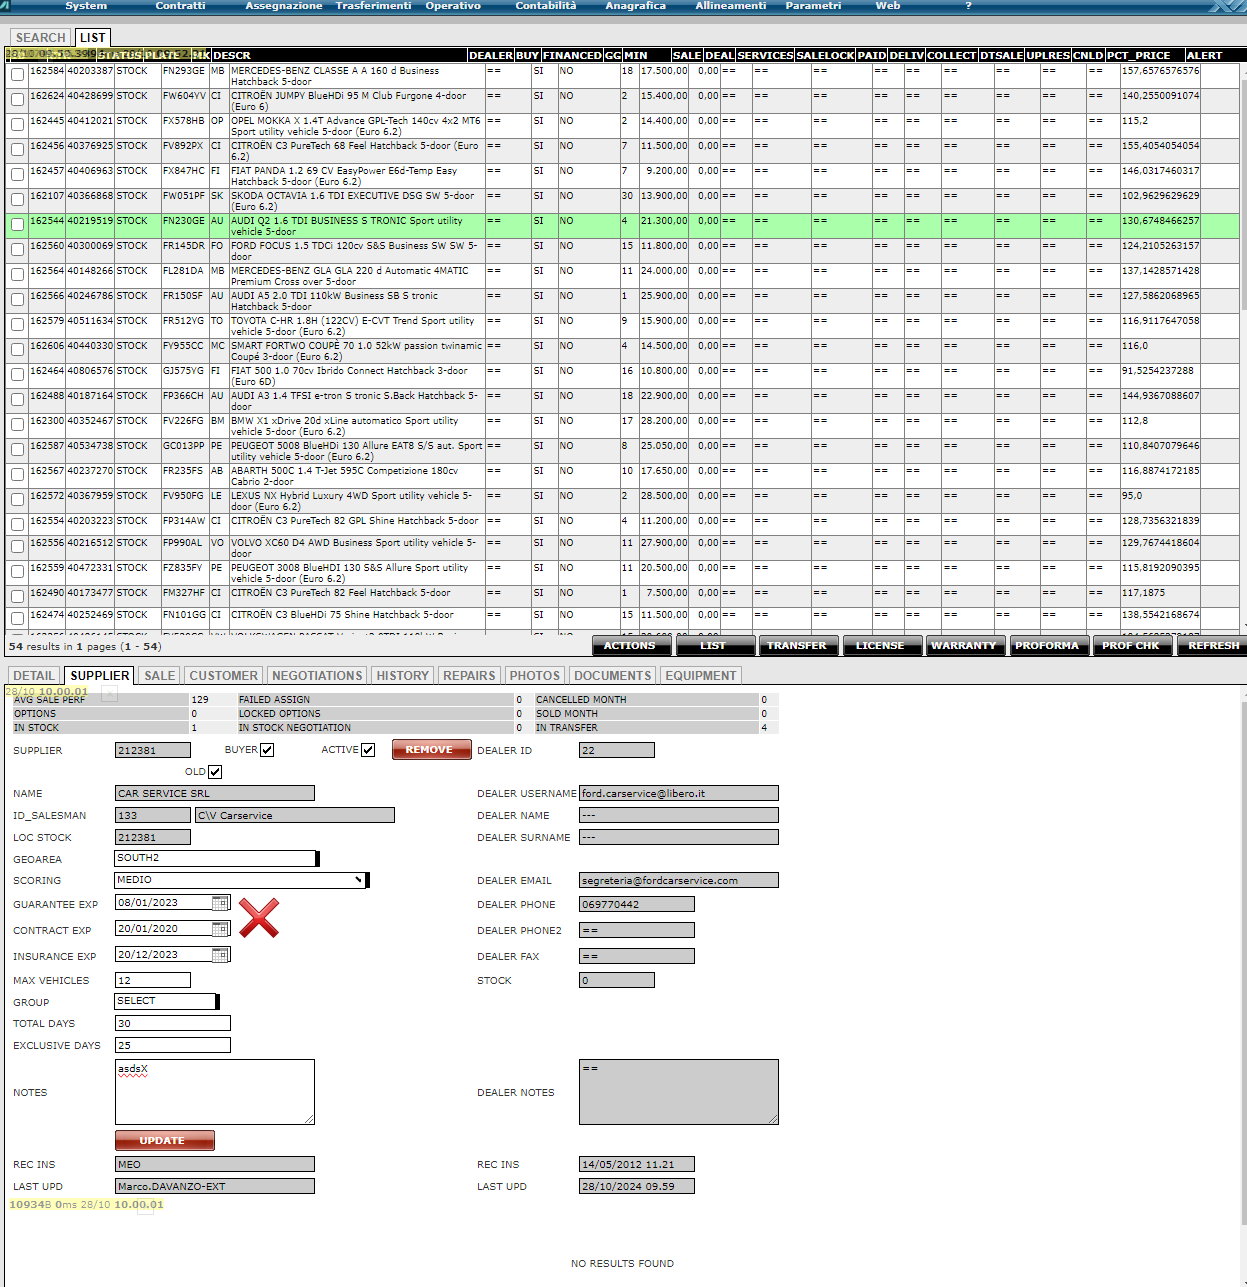 System Contratti Assegnazione Trasferimenti Operativo Contabilità Anagrafica Allineamenti Parametri Web ?
SEARCH LIST
STATUS PLATE MK DESCR DEALER BUY FINANCED GG MIN SALE DEAL SERVICES SALELOCK PAID DELIV COLLECT DTSALE UPLRES CNLD PCT_PRICE ALERT
162584 40203387 STOCK FN293GE MB MERCEDES-BENZ CLASSE A A 160 d Business == SI NO 18 17.500,00 0,00 == == == == == == == == == 157,6576576576
Hatchback 5-door
162624 40428699 STOCK FW604YV CI CITROËN JUMPY BlueHDi 95 M Club Furgone 4-door == SI NO 2 15.400,00 0,00 == == == == == == == == == 140,2550091074
(Euro 6)
162445 40412021 STOCK FX578HB OP OPEL MOKKA X 1.4T Advance GPL-Tech 140cv 4x2 MT6 == SI NO 2 14.400,00 0,00 == == == == == == == == == 115,2
Sport utility vehicle 5-door (Euro 6.2)
162456 40376925 STOCK FV892PX CI CITROËN C3 PureTech 68 Feel Hatchback 5-door (Euro == SI NO 7 11.500,00 0,00 == == == == == == == == == 155,4054054054
6.2)
162457 40406963 STOCK FX847HC FI FIAT PANDA 1.2 69 CV EasyPower E6d-Temp Easy == SI NO 7 9.200,00 0,00 == == == == == == == == == 146,0317460317
Hatchback 5-door (Euro 6.2)
162107 40366868 STOCK FW051PF SK SKODA OCTAVIA 1.6 TDI EXECUTIVE DSG SW 5-door == SI NO 30 13.900,00 0,00 == == == == == == == == == 102,9629629629
(Euro 6.2)
162544 40219519 STOCK FN230GE AU AUDI Q2 1.6 TDI BUSINESS S TRONIC Sport utility == SI NO 4 21.300,00 0,00 == == == == == == == == == 130,6748466257
vehicle 5-door
162560 40300069 STOCK FR145DR FO FORD FOCUS 1.5 TDCi 120cv S&S Business SW SW 5- == SI NO 15 11.800,00 0,00 == == == == == == == == == 124,2105263157
door
162564 40148266 STOCK FL281DA MB MERCEDES-BENZ GLA GLA 220 d Automatic 4MATIC == SI NO 11 24.000,00 0,00 == == == == == == == == == 137,1428571428
Premium Cross over 5-door
162566 40246786 STOCK FR150SF AU AUDI A5 2.0 TDI 110kW Business SB S tronic == SI NO 1 25.900,00 0,00 == == == == == == == == == 127,5862068965
Hatchback 5-door
162579 40511634 STOCK FR512YG TO TOYOTA C-HR 1.8H (122CV) E-CVT Trend Sport utility == SI NO 9 15.900,00 0,00 == == == == == == == == == 116,9117647058
vehicle 5-door (Euro 6.2)
162606 40440330 STOCK FY955CC MC SMART FORTWO COUPÈ 70 1.0 52kW passion twinamic == SI NO 4 14.500,00 0,00 == == == == == == == == == 116,0
Coupé 3-door (Euro 6.2)
162464 40806576 STOCK GJ575YG FI FIAT 500 1.0 70cv Ibrido Connect Hatchback 3-door == SI NO 16 10.800,00 0,00 == == == == == == == == == 91,5254237288
(Euro 6D)
162488 40187164 STOCK FP366CH AU AUDI A3 1.4 TFSI e-tron S tronic S.Back Hatchback 5- == SI NO 18 22.900,00 0,00 == == == == == == == == == 144,9367088607
door
162300 40352467 STOCK FV226FG BM BMW X1 xDrive 20d xLine automatico Sport utility == SI NO 17 28.200,00 0,00 == == == == == == == == == 112,8
vehicle 5-door (Euro 6.2)
162587 40534738 STOCK GC013PP PE PEUGEOT 5008 BlueHDi 130 Allure EAT8 S/S aut. Sport == SI NO 8 25.050,00 0,00 == == == == == == == == == 110,8407079646
utility vehicle 5-door (Euro 6.2)
162567 40237270 STOCK FR235FS AB ABARTH 500C 1.4 T-Jet 595C Competizione 180cv == SI NO 10 17.650,00 0,00 == == == == == == == == == 116,8874172185
Cabrio 2-door
162572 40367959 STOCK FV950FG LE LEXUS NX Hybrid Luxury 4WD Sport utility vehicle 5- == SI NO 2 28.500,00 0,00 == == == == == == == == == 95,0
door (Euro 6.2)
162554 40203223 STOCK FP314AW CI CITROËN C3 PureTech 82 GPL Shine Hatchback 5-door == SI NO 4 11.200,00 0,00 == == == == == == == == == 128,7356321839
162556 40216512 STOCK FP990AL VO VOLVO XC60 D4 AWD Business Sport utility vehicle 5- == SI NO 11 27.900,00 0,00 == == == == == == == == == 129,7674418604
door
162559 40472331 STOCK FZ835FY PE PEUGEOT 3008 BlueHDI 130 S&S Allure Sport utility == SI NO 11 20.500,00 0,00 == == == == == == == == == 115,8192090395
vehicle 5-door (Euro 6.2)
162490 40173477 STOCK FM327HF CI CITROËN C3 PureTech 82 Feel Hatchback 5-door == SI NO 1 7.500,00 0,00 == == == == == == == == == 117,1875
162474 40252469 STOCK FN101GG CI CITROËN C3 BlueHDi 75 Shine Hatchback 5-door == SI NO 15 11.500,00 0,00 == == == == == == == == == 138,5542168674
54 results in 1 pages (1 - 54) ACTIONS LIST TRANSFER LICENSE WARRANTY PROFORMA PROF CHK REFRESH
DETAIL SUPPLIER SALE CUSTOMER NEGOTIATIONS HISTORY REPAIRS PHOTOS DOCUMENTS EQUIPMENT
28/10 10.00.01
AVG SALE PERF 129 FAILED ASSIGN 0 CANCELLED MONTH 0
OPTIONS 0 LOCKED OPTIONS 0 SOLD MONTH 0
IN STOCK 1 IN STOCK NEGOTIATION 0 IN TRANSFER 4
SUPPLIER 212381 BUYER ACTIVE REMOVE DEALER ID 22
OLD
NAME CAR SERVICE SRL DEALER USERNAME ford.carservice@libero.it
ID_SALESMAN 133 C\V Carservice DEALER NAME ---
LOC STOCK 212381 DEALER SURNAME ---
GEOAREA SOUTH2
SCORING MEDIO DEALER EMAIL segreteria@fordcarservice.com
GUARANTEE EXP 08/01/2023 DEALER PHONE 069770442
CONTRACT EXP 20/01/2020 DEALER PHONE2 ==
INSURANCE EXP 20/12/2023 DEALER FAX ==
MAX VEHICLES 12 STOCK 0
GROUP SELECT
TOTAL DAYS 30
EXCLUSIVE DAYS 25
asdsX ==
NOTES DEALER NOTES
UPDATE
REC INS MEO REC INS 14/05/2012 11.21
LAST UPD Marco.DAVANZO-EXT LAST UPD 28/10/2024 09.59
10934B 0ms 28/10 10.00.01
NO RESULTS FOUND